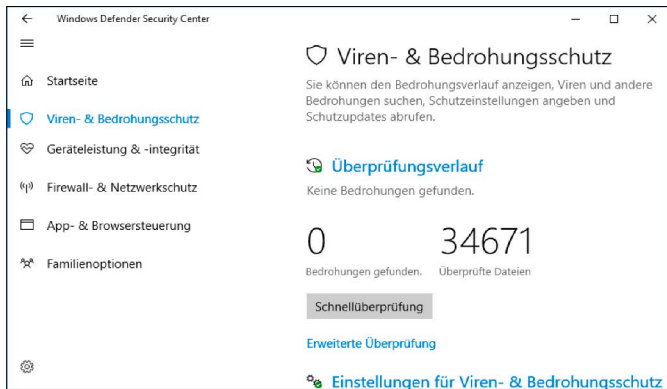 Windows Defender Security Center
Startseite
Viren- & Bedrohungsschutz
Geräteleistung & -integrität
Firewall- & Netzwerkschutz
App- & Browsersteuerung
Familienoptionen
Viren- & Bedrohungsschutz
Sie können den Bedrohungsverlauf anzeigen, Viren und andere
Bedrohungen suchen, Schutzeinstellungen angeben und
Schutzupdates abrufen.
Überprüfungsverlauf
Keine Bedrohungen gefunden.
0 34671
Bedrohungen gefunden. Überprüfte Dateien
Schnellüberprüfung
Erweiterte Überprüfung
Einstellungen für Viren- & Bedrohungsschutz